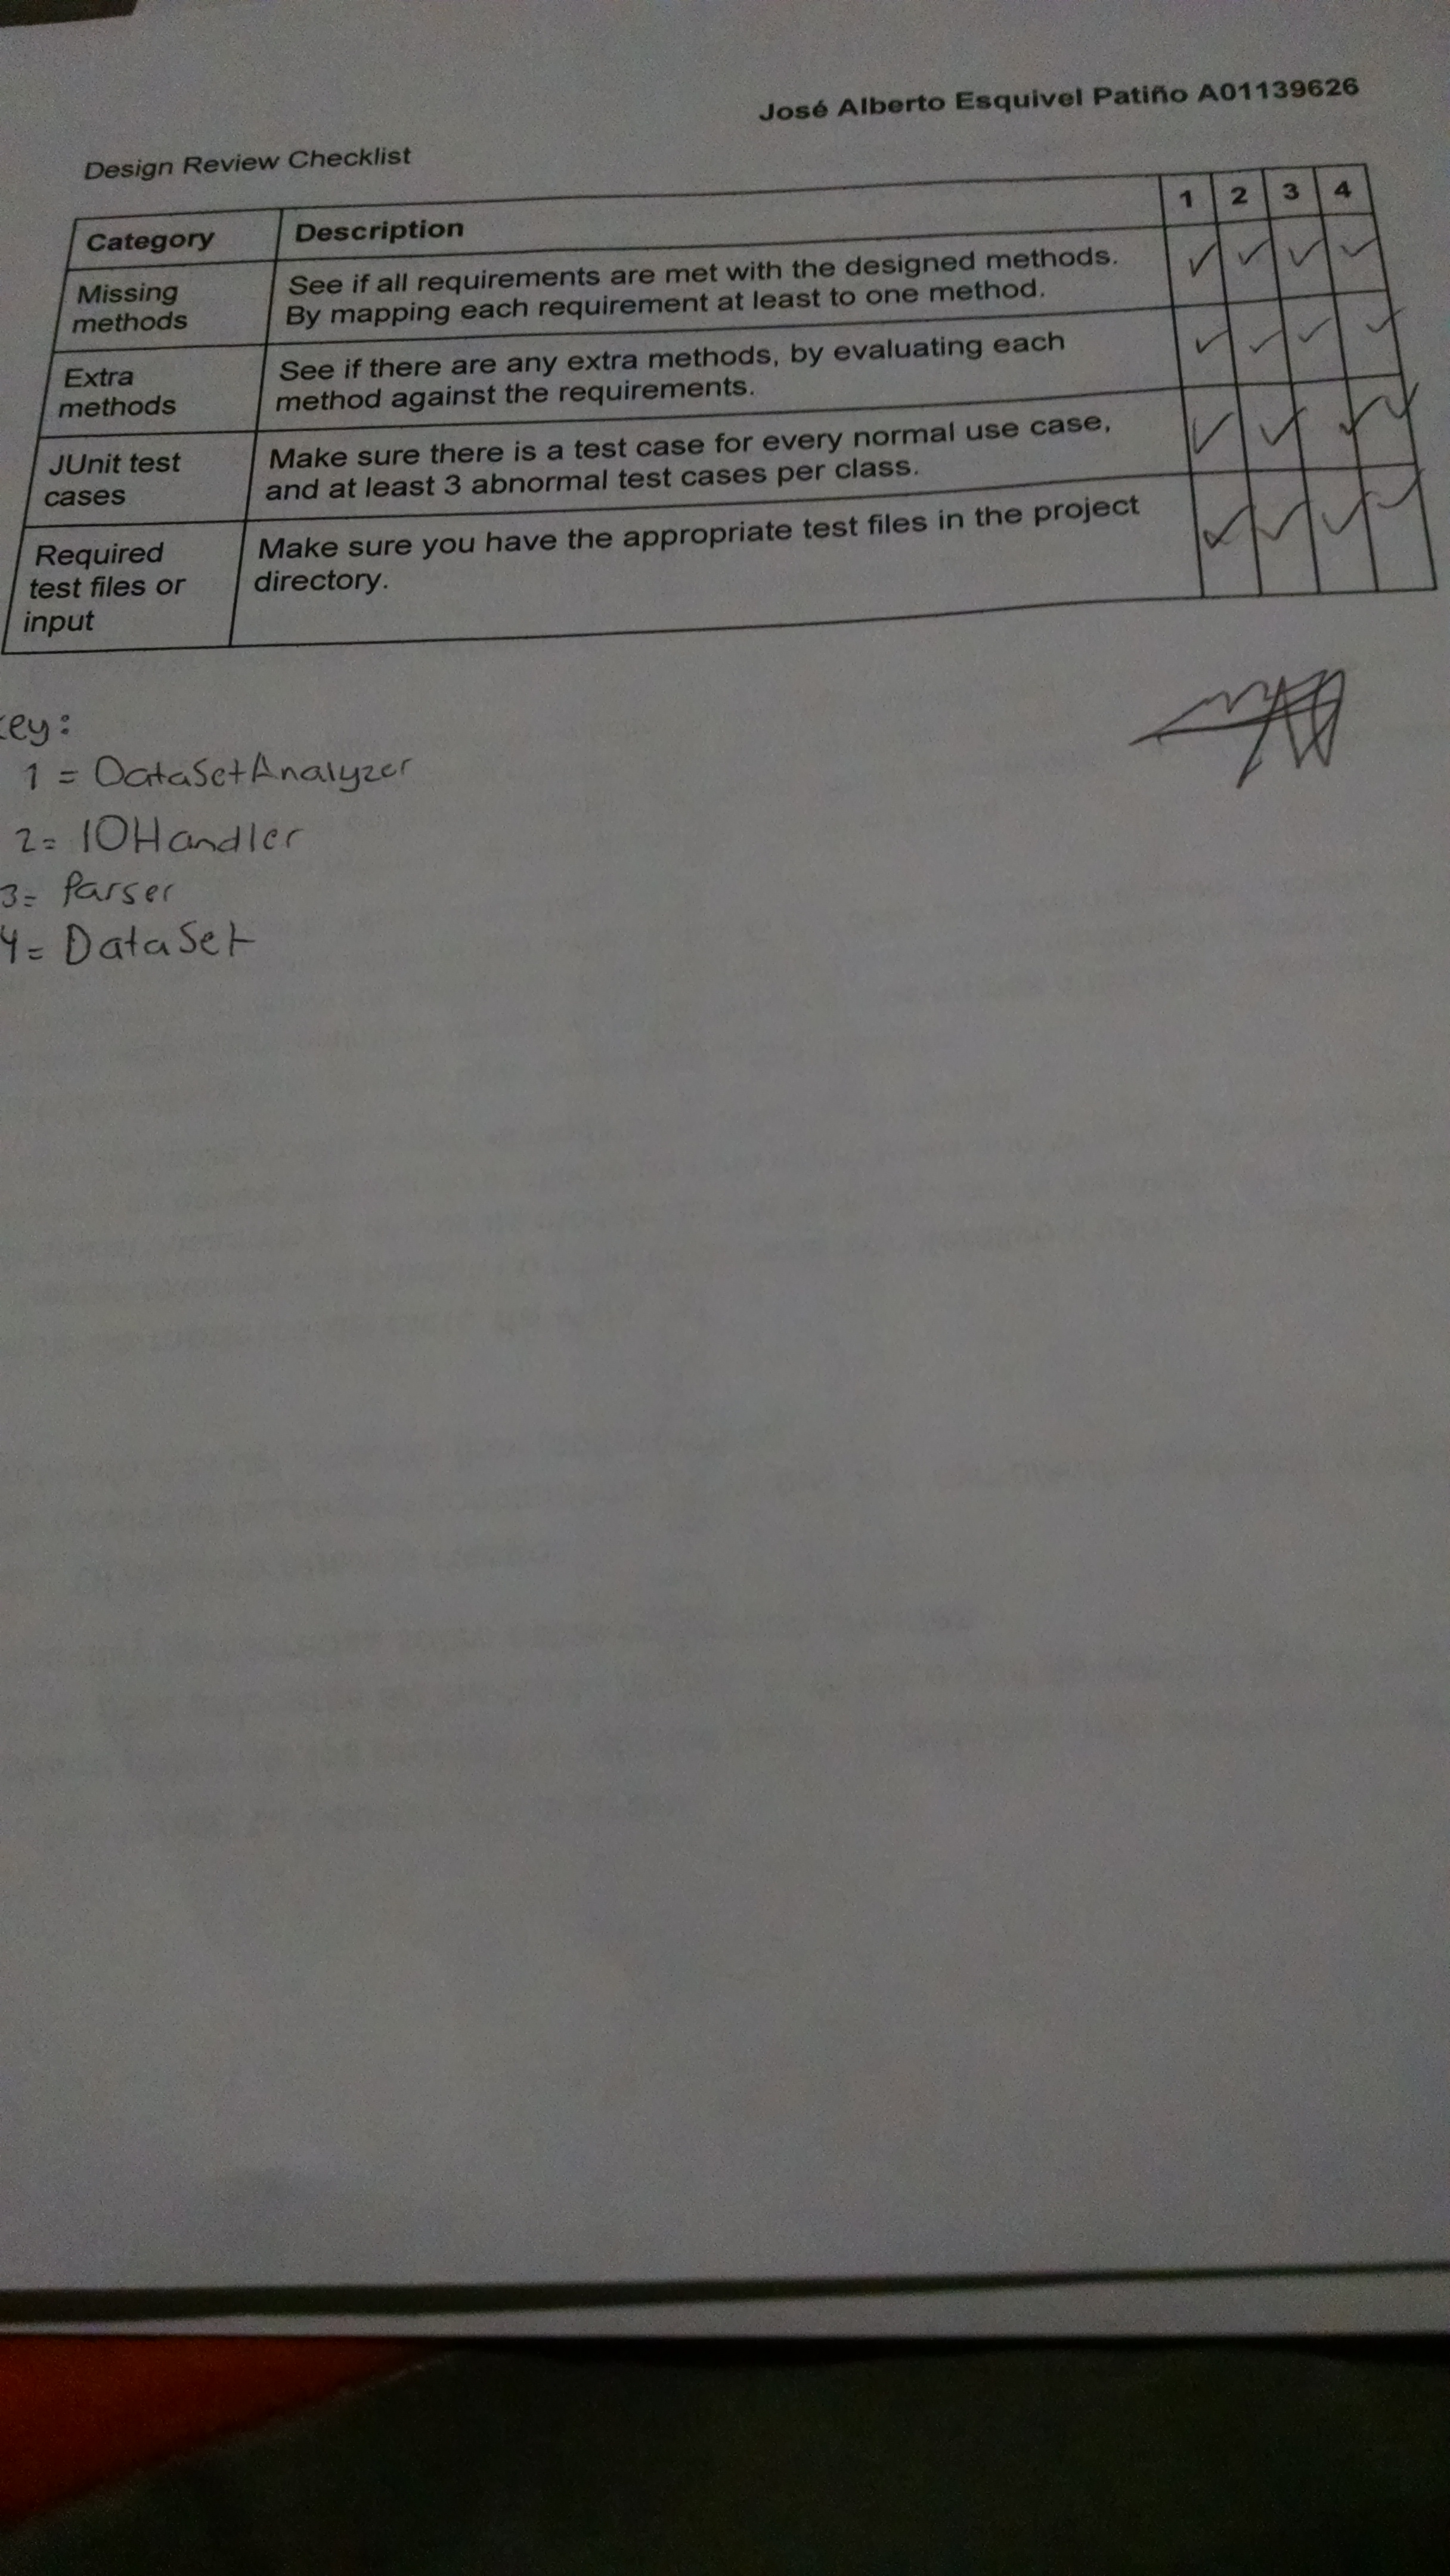 José Alberto Esquivel Patiño A01139626
Design Review Checklist
Category Description 1 2 3 4
Missing methods See if all requirements are met with the designed methods.
By mapping each requirement at least to one method. ✓ ✓ ✓ ✓
Extra methods See if there are any extra methods, by evaluating each
method against the requirements. ✓ ✓ ✓ ✓
JUnit test cases Make sure there is a test case for every normal use case,
and at least 3 abnormal test cases per class. ✓ ✓ ✓ ✓
Required test files or input Make sure you have the appropriate test files in the project
directory. ✓ ✓ ✓ ✓
ey:
1 = DataSetAnalyzer
2= IOHandler
3= Parser
4= DataSet